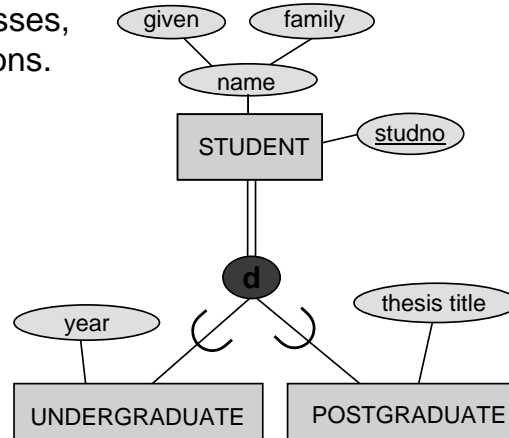 sses,
ons.
given
family
name
STUDENT
studno
d
year
thesis title
UNDERGRADUATE
POSTGRADUATE